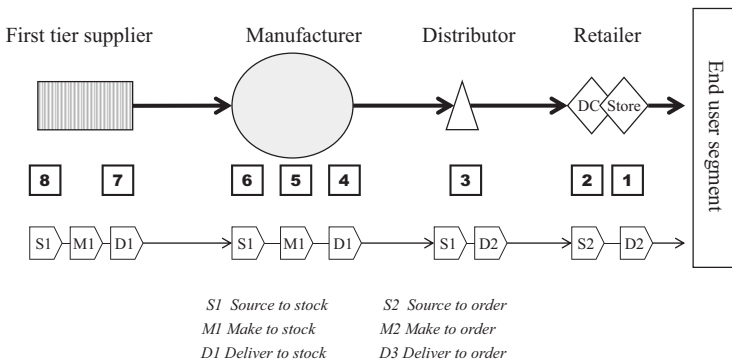 First tier supplier Manufacturer Distributor Retailer
DC Store
End user segment
8 7 6 5 4 3 2 1
S1 M1 D1 S1 M1 D1 S1 D2 S2 D2
S1 Source to stock S2 Source to order
M1 Make to stock M2 Make to order
D1 Deliver to stock D3 Deliver to order